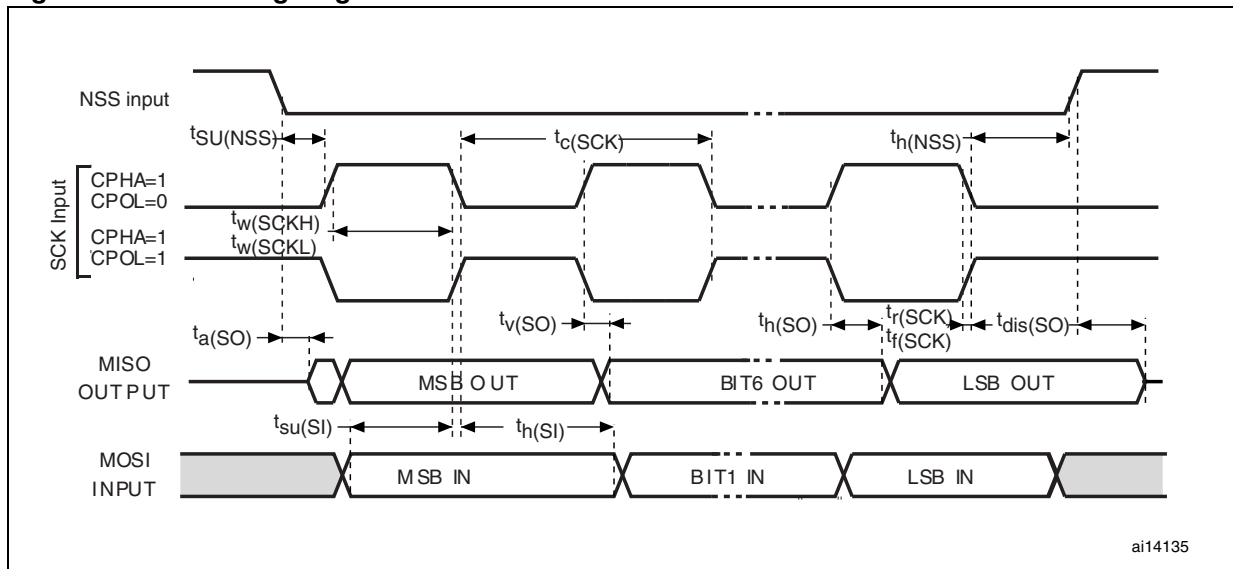 NSS input
tSU(NSS)
tc(SCK)
th(NSS)
SCK Input
CPHA=1
CPOL=0
tw(SCKH)
tw(SCKL)
CPHA=1
CPOL=1
ta(SO)
tv(SO)
th(SO)
tr(SCK)
tf(SCK)
tdis(SO)
MISO
OUTPUT
MSB OUT
BIT6 OUT
LSB OUT
tsu(SI)
th(SI)
MOSI
INPUT
MSB IN
BIT1 IN
LSB IN
ai14135